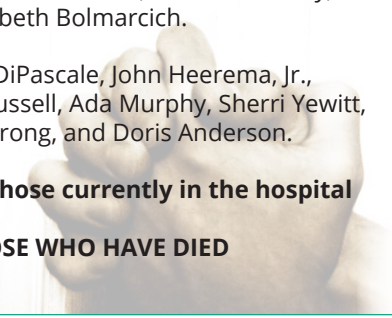 beth Bolmarcich.
DiPascale, John Heerema, Jr.,
ussell, Ada Murphy, Sherri Yewitt,
rong, and Doris Anderson.
hose currently in the hospital
OSE WHO HAVE DIED